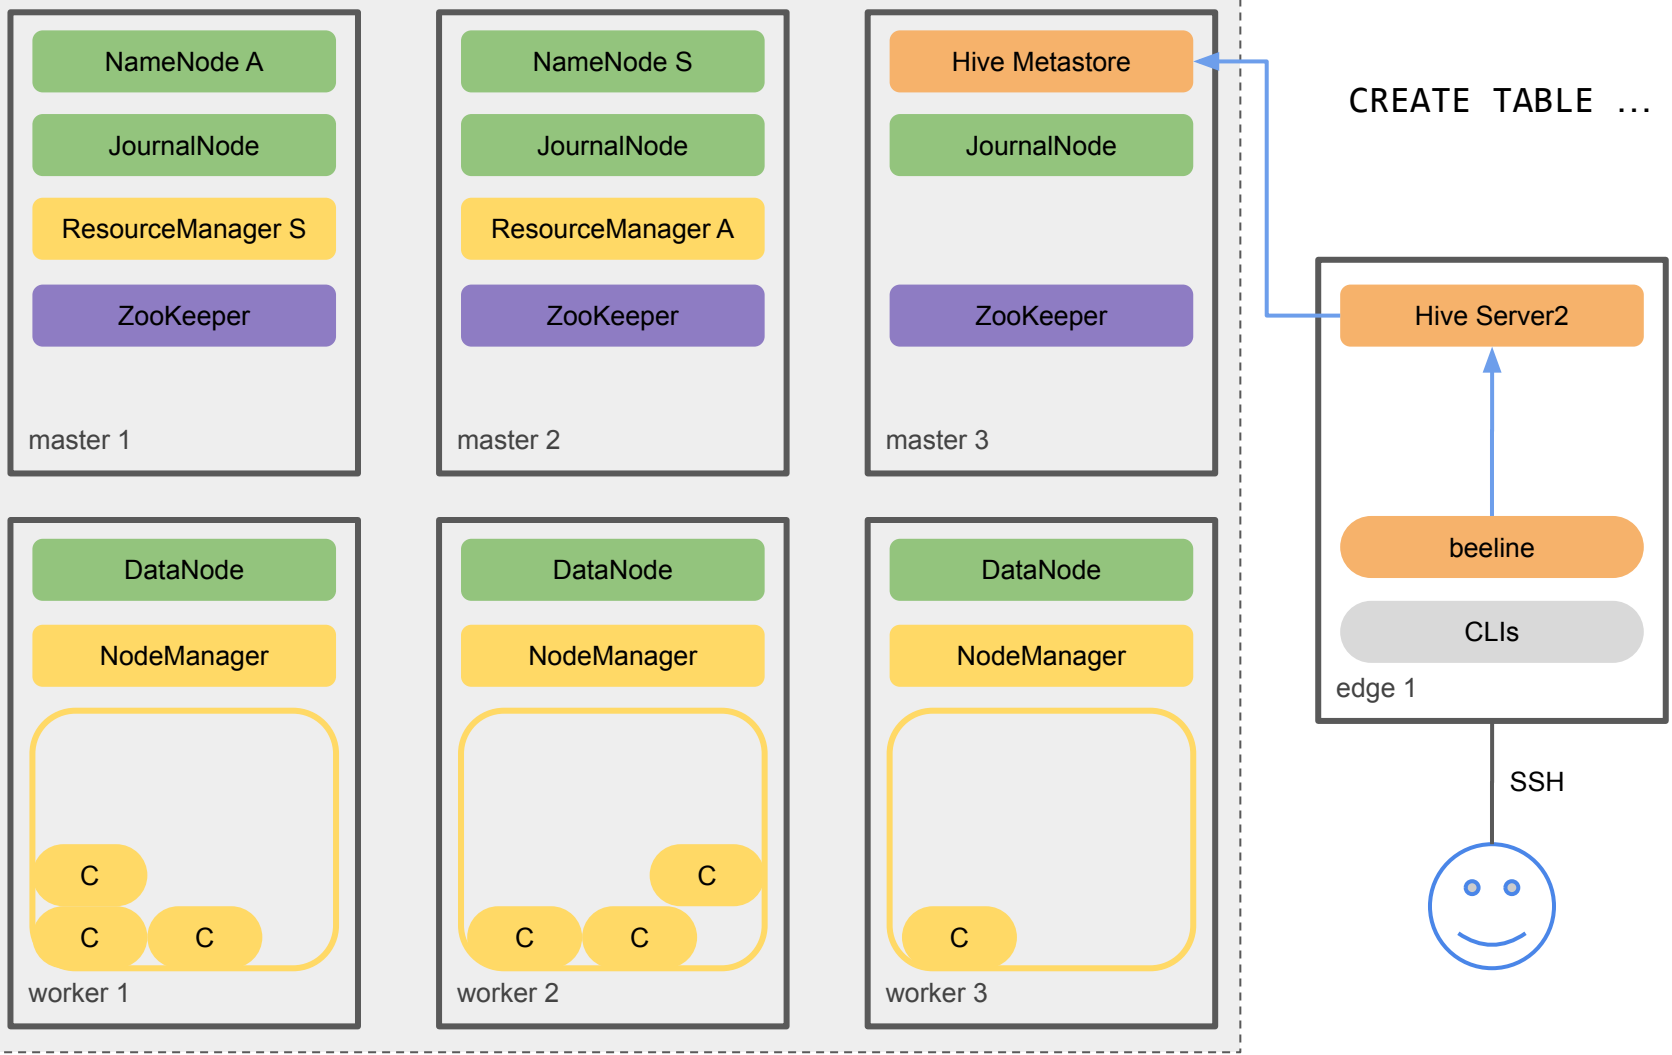 NameNode A
JournalNode
ResourceManager S
ZooKeeper
master 1
NameNode S
JournalNode
ResourceManager A
ZooKeeper
master 2
Hive Metastore
JournalNode
ZooKeeper
master 3
CREATE TABLE ...
Hive Server2
beeline
CLIs
edge 1
SSH
DataNode
NodeManager
C
C
C
worker 1
DataNode
NodeManager
C
C
C
worker 2
DataNode
NodeManager
C
worker 3